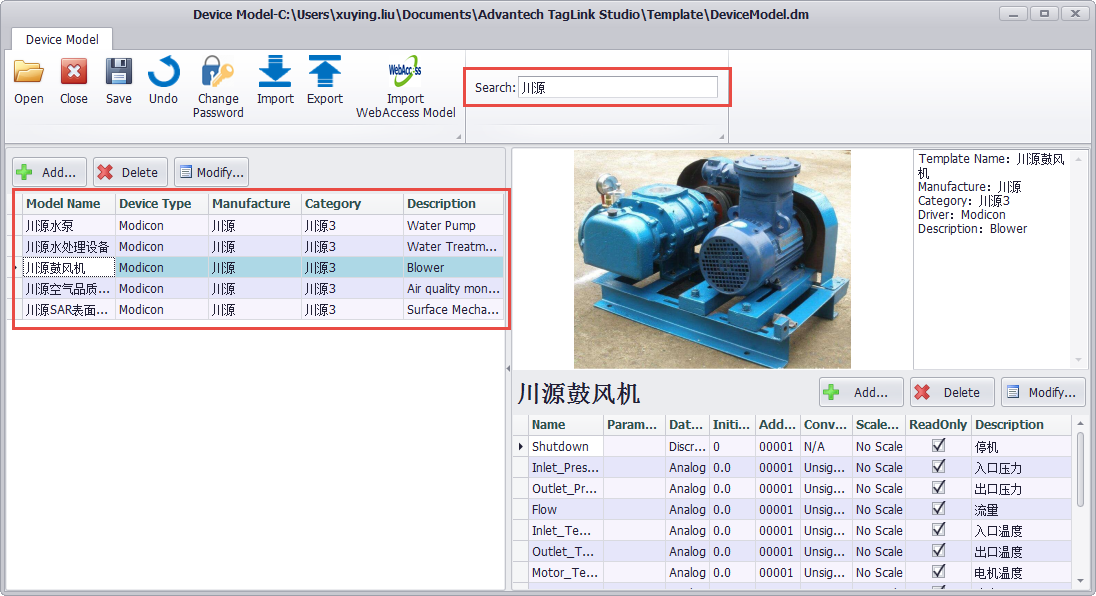 Device Model-C:\Users\xuying.liu\Documents\Advantech TagLink Studio\Template\DeviceModel.dm
Device Model
Open
Close
Save
Undo
Change
Password
Import
Export
WebAccess
Import
WebAccess Model
Search: 川源
Add...
Delete
Modify...
Model Name Device Type Manufacture Category Description
川源水泵 Modicon 川源 川源3 Water Pump
川源水处理设备 Modicon 川源 川源3 Water Treatm...
川源鼓风机 Modicon 川源 川源3 Blower
川源空气品质... Modicon 川源 川源3 Air quality mon...
川源SAR表面... Modicon 川源 川源3 Surface Mecha...
Template Name: 川源鼓风
机
Manufacture: 川源
Category: 川源3
Driver: Modicon
Description: Blower
川源鼓风机
Add...
Delete
Modify...
Name Param... Dat... Initi... Add... Conv... Scale... ReadOnly Description
Shutdown Discr... 0 00001 N/A No Scale 停机
Inlet_Pres... Analog 0.0 00001 Unsig... No Scale 入口压力
Outlet_Pr... Analog 0.0 00001 Unsig... No Scale 出口压力
Flow Analog 0.0 00001 Unsig... No Scale 流量
Inlet_Te... Analog 0.0 00001 Unsig... No Scale 入口温度
Outlet_T... Analog 0.0 00001 Unsig... No Scale 出口温度
Motor_Te... Analog 0.0 00001 Unsig... No Scale 电机温度